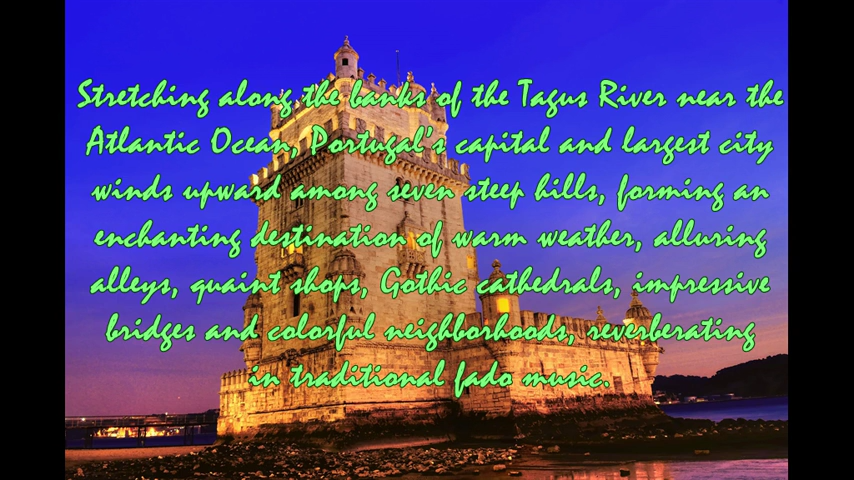 Stretching along the banks of the Tagus River near the
Atlantic Ocean, Portugal's capital and largest city
winds upward among seven steep hills, forming an
enchanting destination of warm weather, alluring
alleys, quaint shops, Gothic cathedrals, impressive
bridges and colorful neighborhoods, reverberating
in traditional fado music.